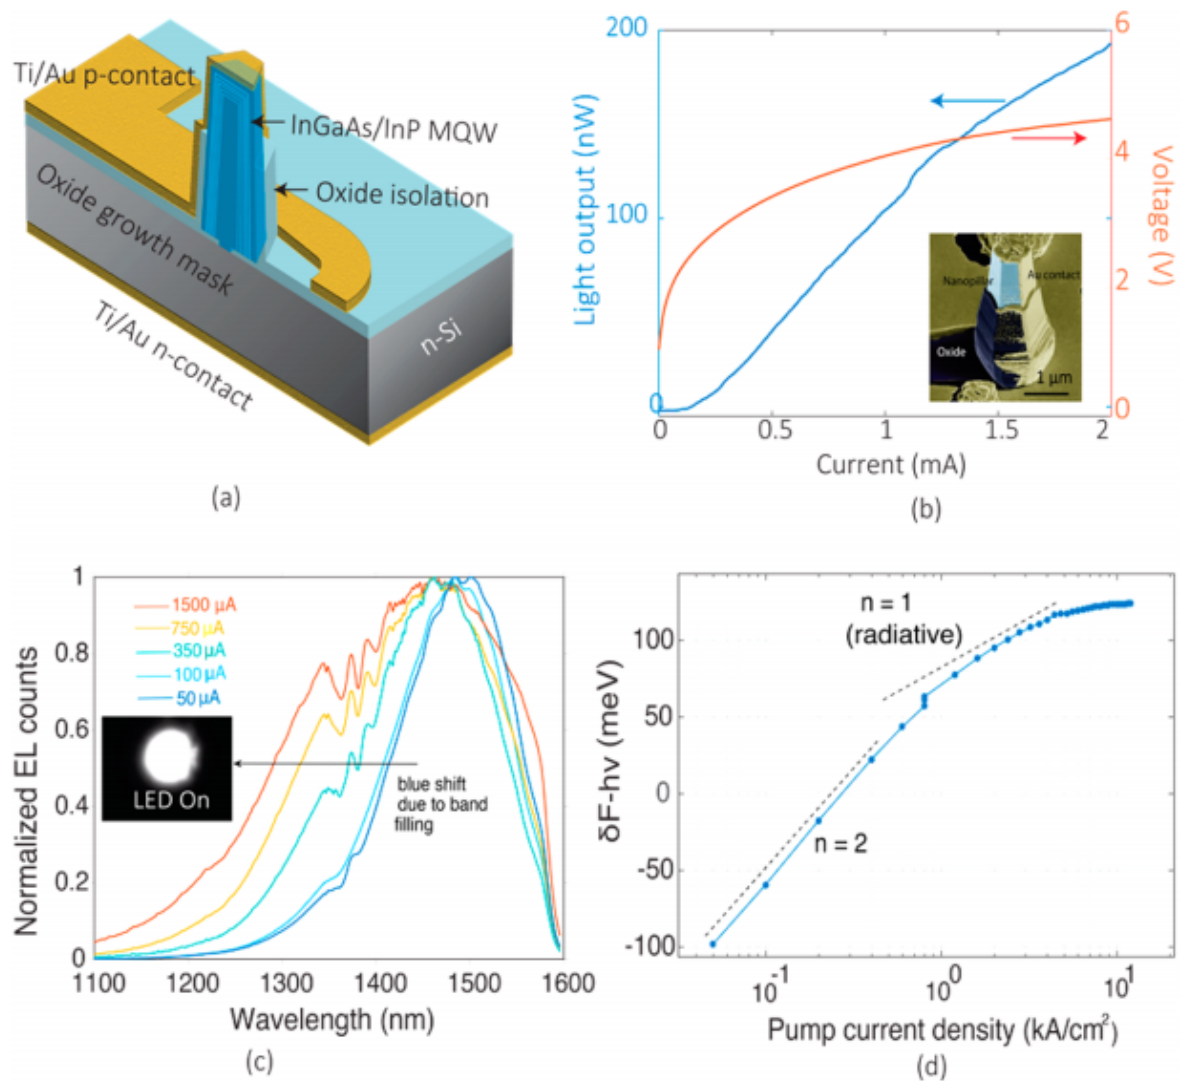 Ti/Au p-contact
InGaAs/InP MQW
Oxide isolation
Oxide growth mask
n-Si
Ti/Au n-contact
(a)
200
100
0
Light output (nW)
6
4
2
0
Voltage (V)
Nanopillar
Au contact
Oxide
1 μm
0 0.5 1 1.5 2
Current (mA)
(b)
1
0.8
0.6
0.4
0.2
0
Normalized EL counts
1500 μA
750 μA
350 μA
100 μA
50 μA
LED On
blue shift
due to band
filling
1100 1200 1300 1400 1500 1600
Wavelength (nm)
(c)
100
50
0
-50
-100
δF-hν (meV)
n = 1
(radiative)
n = 2
10⁻¹ 10⁰ 10¹
Pump current density (kA/cm²)
(d)